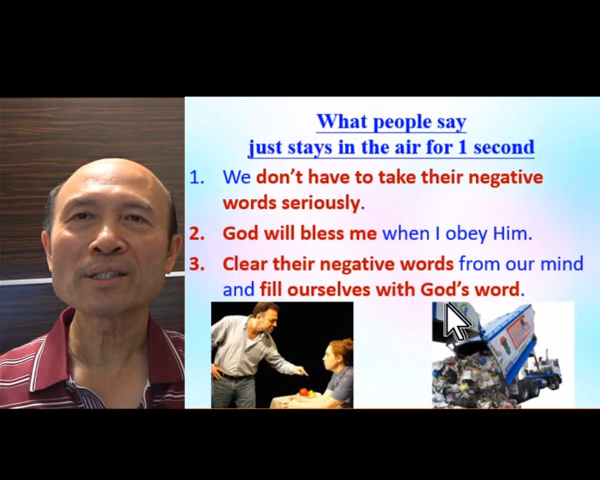 What people say
just stays in the air for 1 second
1. We don't have to take their negative
words seriously.
2. God will bless me when I obey Him.
3. Clear their negative words from our mind
and fill ourselves with God's word.